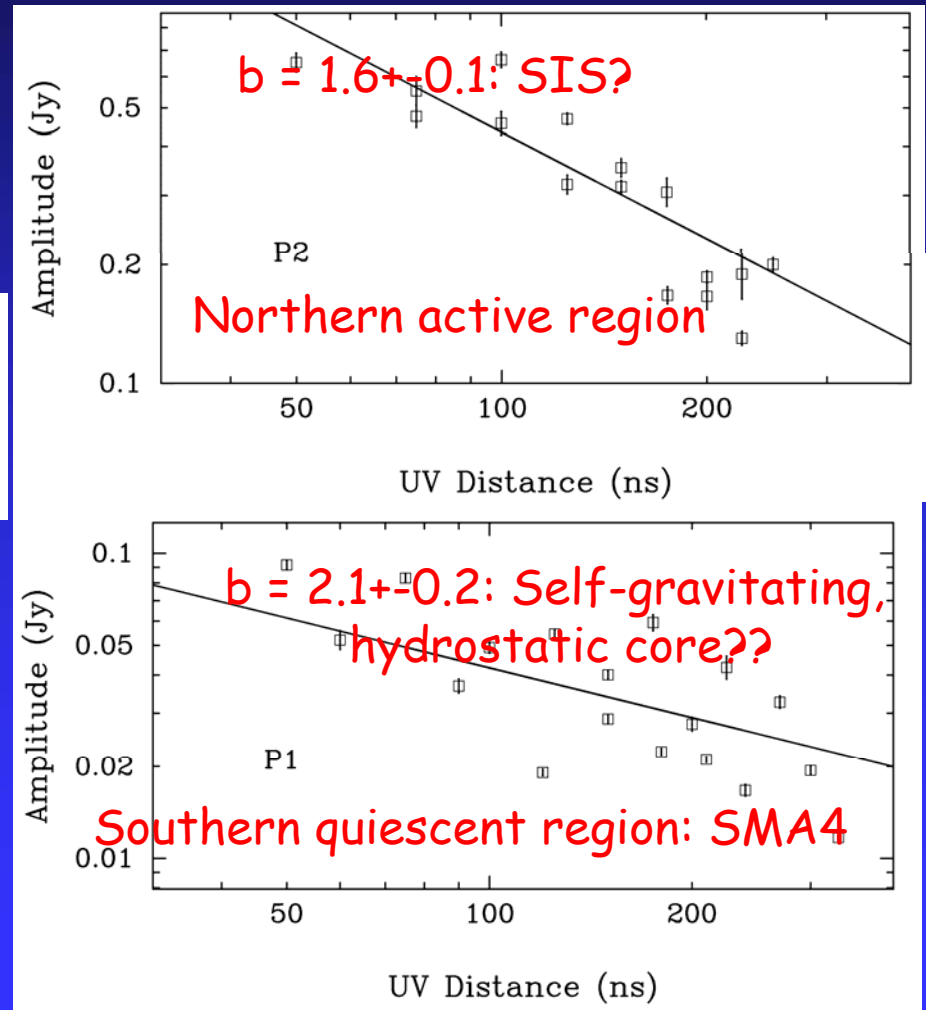 b = 1.6+-0.1: SIS?
Amplitude (Jy)
0.5
0.2
0.1
P2
Northern active region
50 100 200
UV Distance (ns)
b = 2.1+-0.2: Self-gravitating,
hydrostatic core??
Amplitude (Jy)
0.1
0.05
0.02
0.01
P1
Southern quiescent region: SMA4
50 100 200
UV Distance (ns)